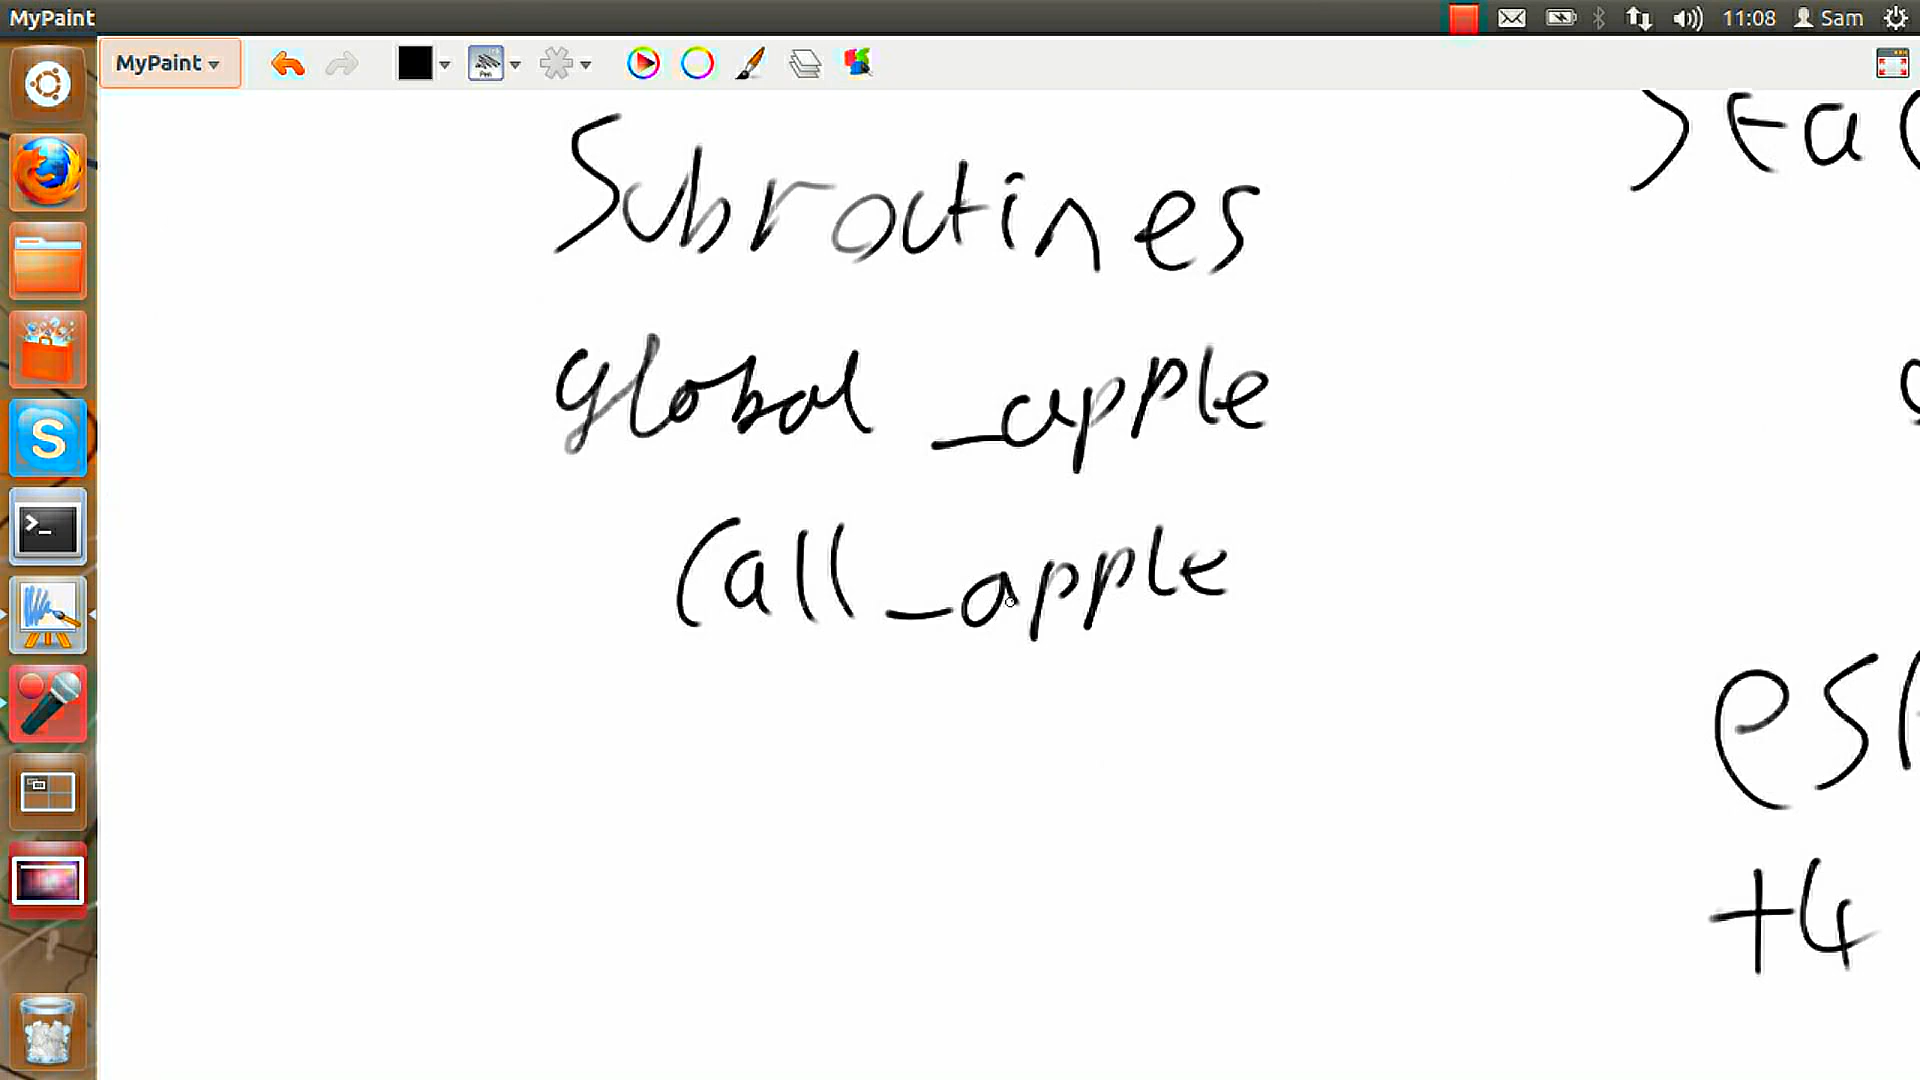 MyPaint
11:08 Sam
MyPaint
Subroutines
global _apple
Call _apple
+4